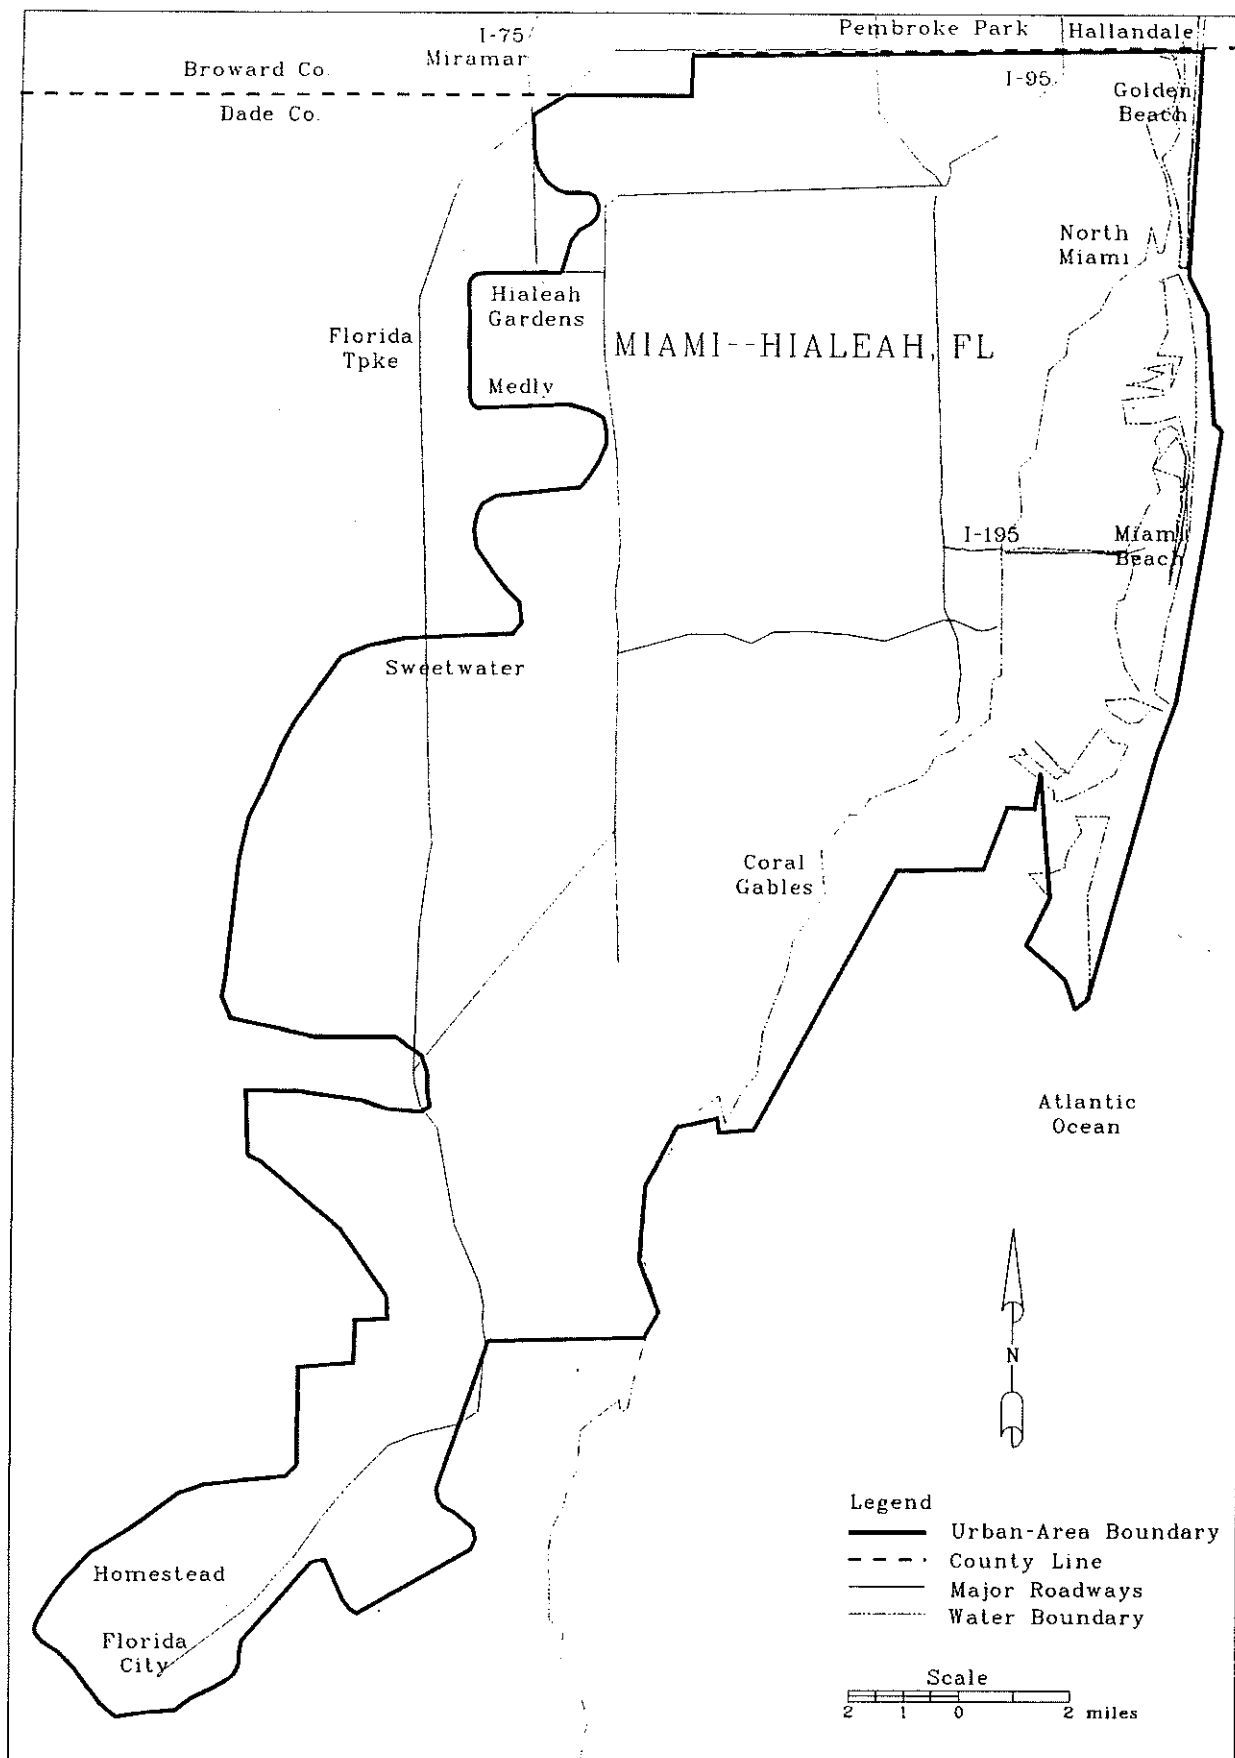 I-75
Miramar
Pembroke Park
Hallandale
Broward Co.
Dade Co.
I-95
Golden
Beach
North
Miami
Hialeah
Gardens
Florida
Tpke
MIAMI--HIALEAH, FL
Medly
I-195
Miami
Beach
Sweetwater
Coral
Gables
Atlantic
Ocean
N
Legend
Urban-Area Boundary
County Line
Major Roadways
Water Boundary
Homestead
Florida
City
Scale
2 1 0 2 miles